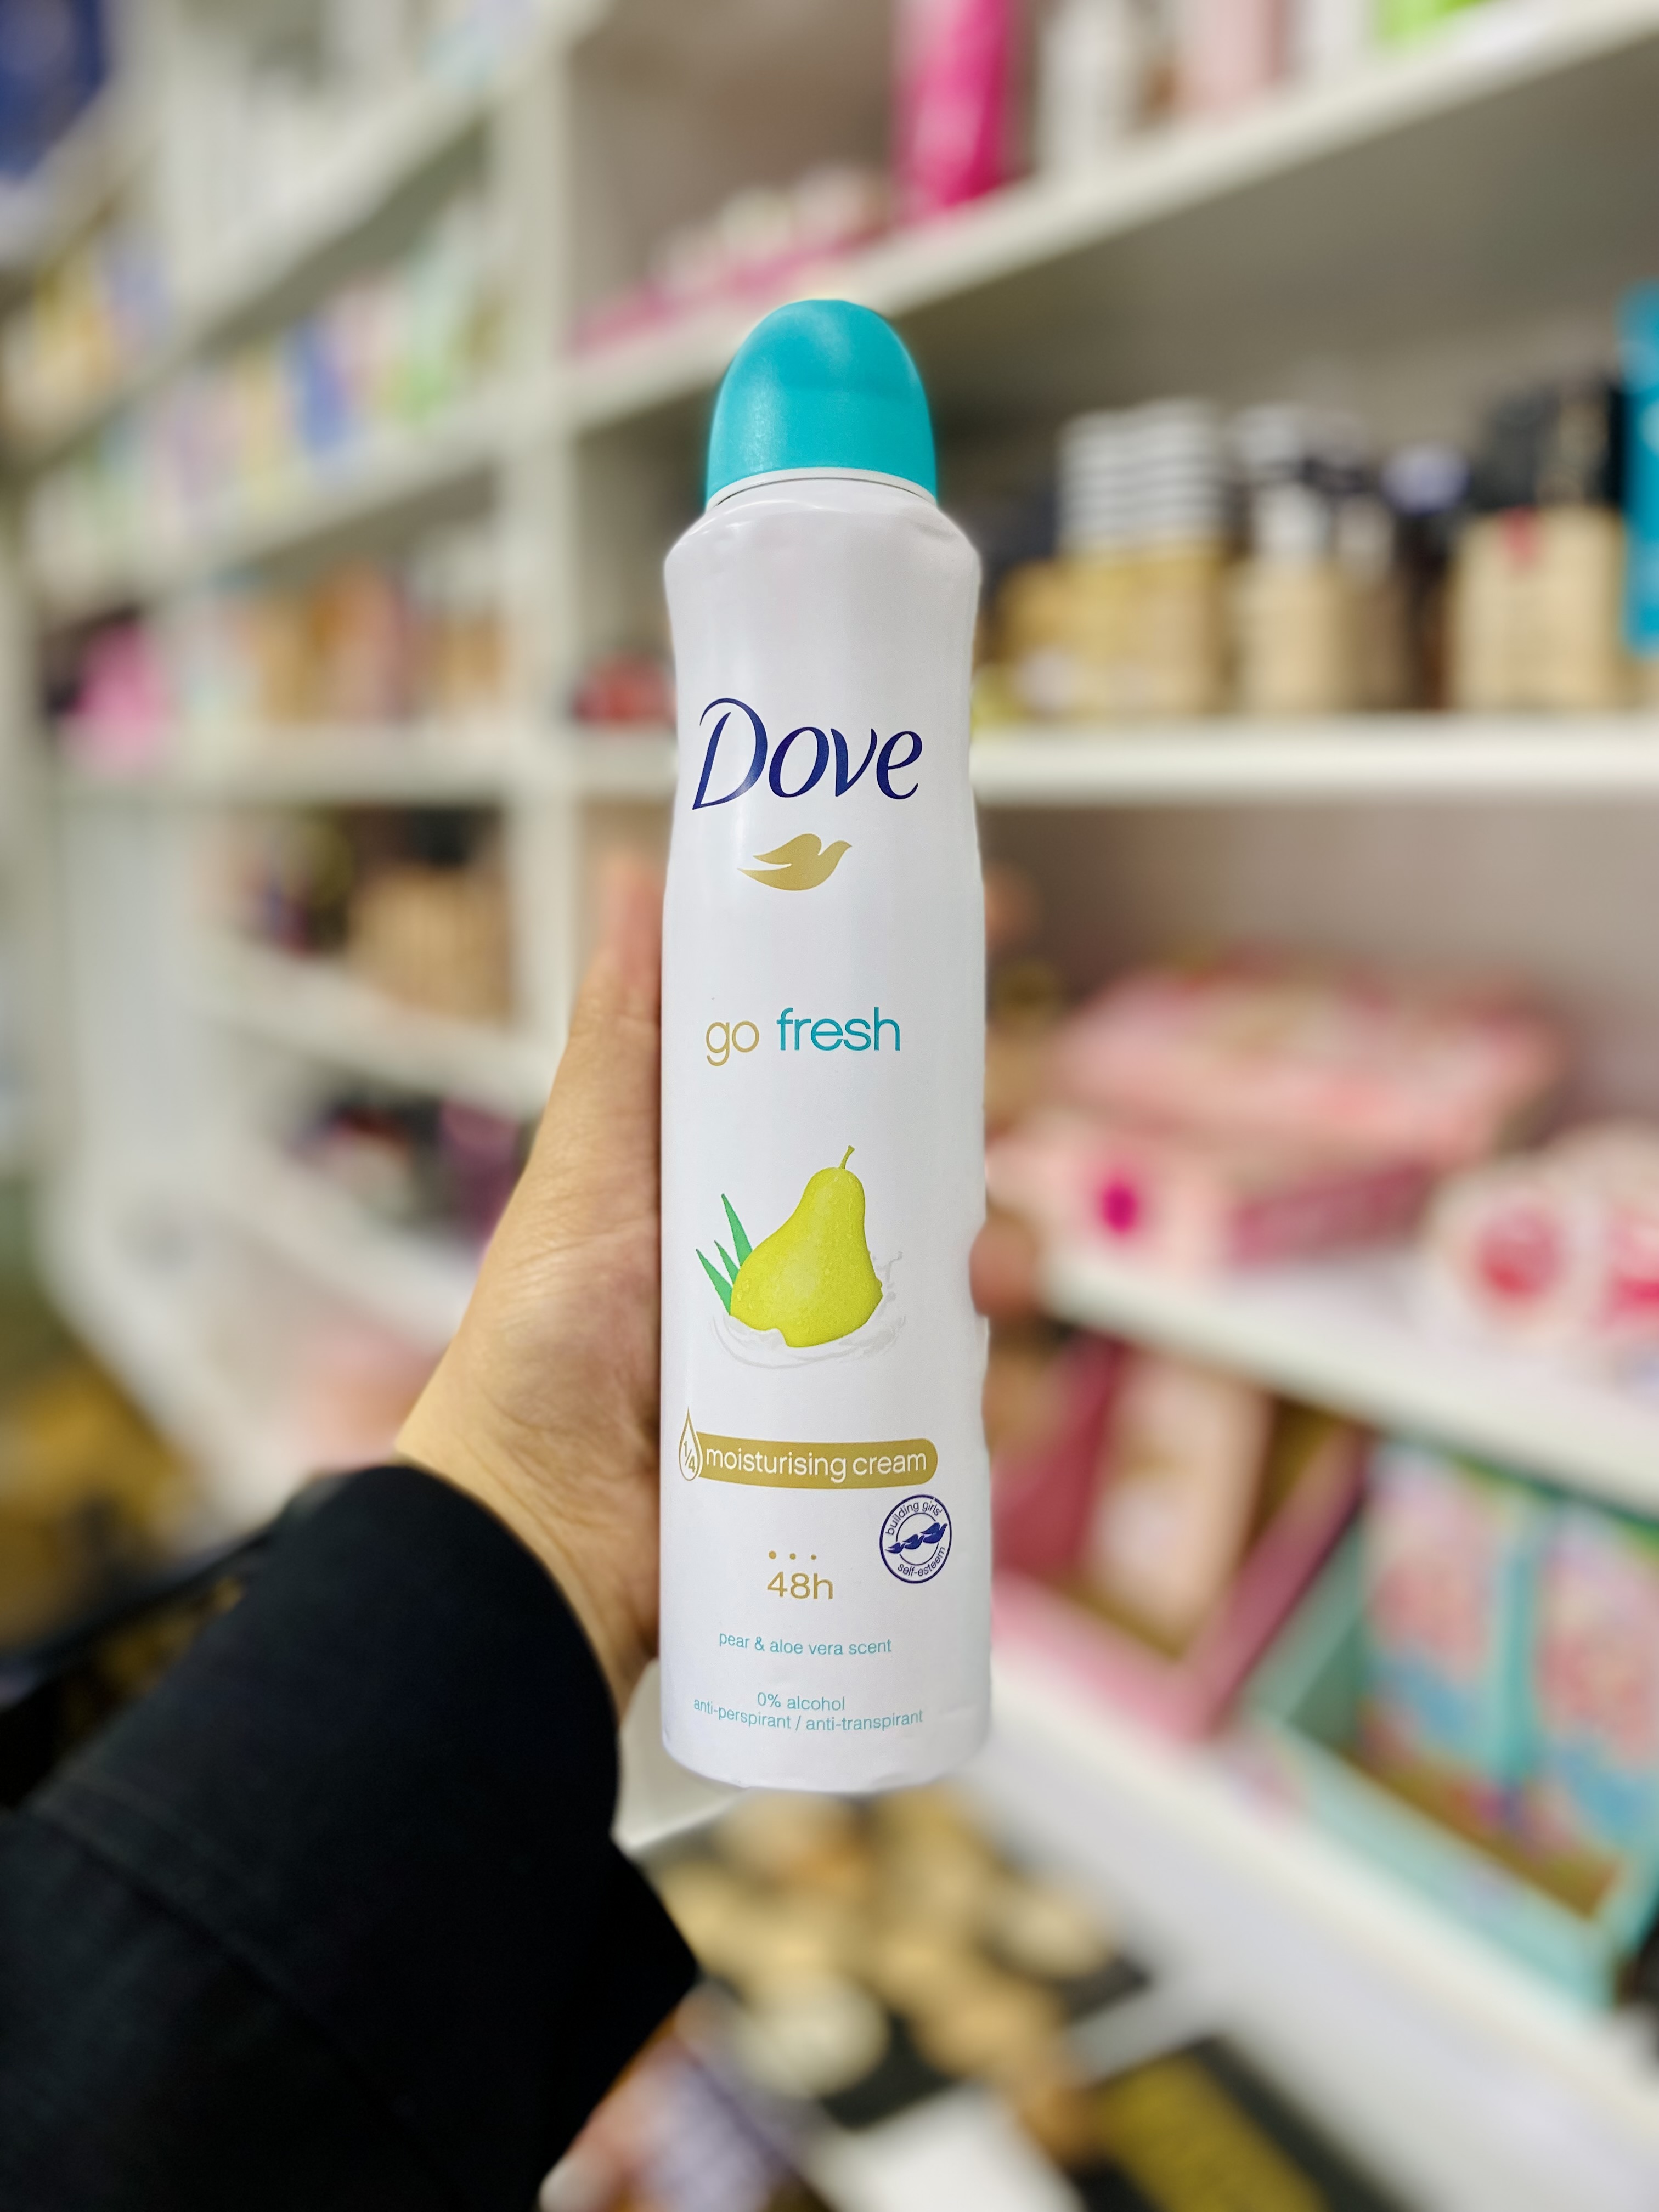 Dove
go fresh
1/4 moisturising cream
building girls'
self-esteem
48h
pear & aloe vera scent
0% alcohol
anti-perspirant / anti-transpirant